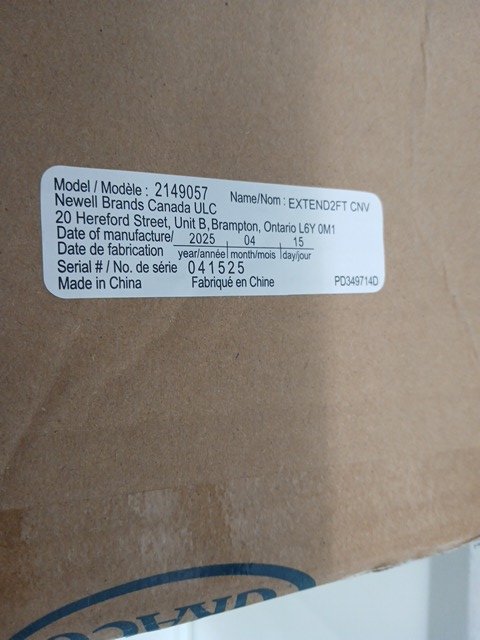 Model / Modèle : 2149057 Name/Nom : EXTEND2FT CNV
Newell Brands Canada ULC
20 Hereford Street, Unit B, Brampton, Ontario L6Y 0M1
Date of manufacture/ 2025 04 15
Date de fabrication year/année month/mois day/jour
Serial # / No. de série 041525
Made in China Fabriqué en Chine PD349714D
GRACO